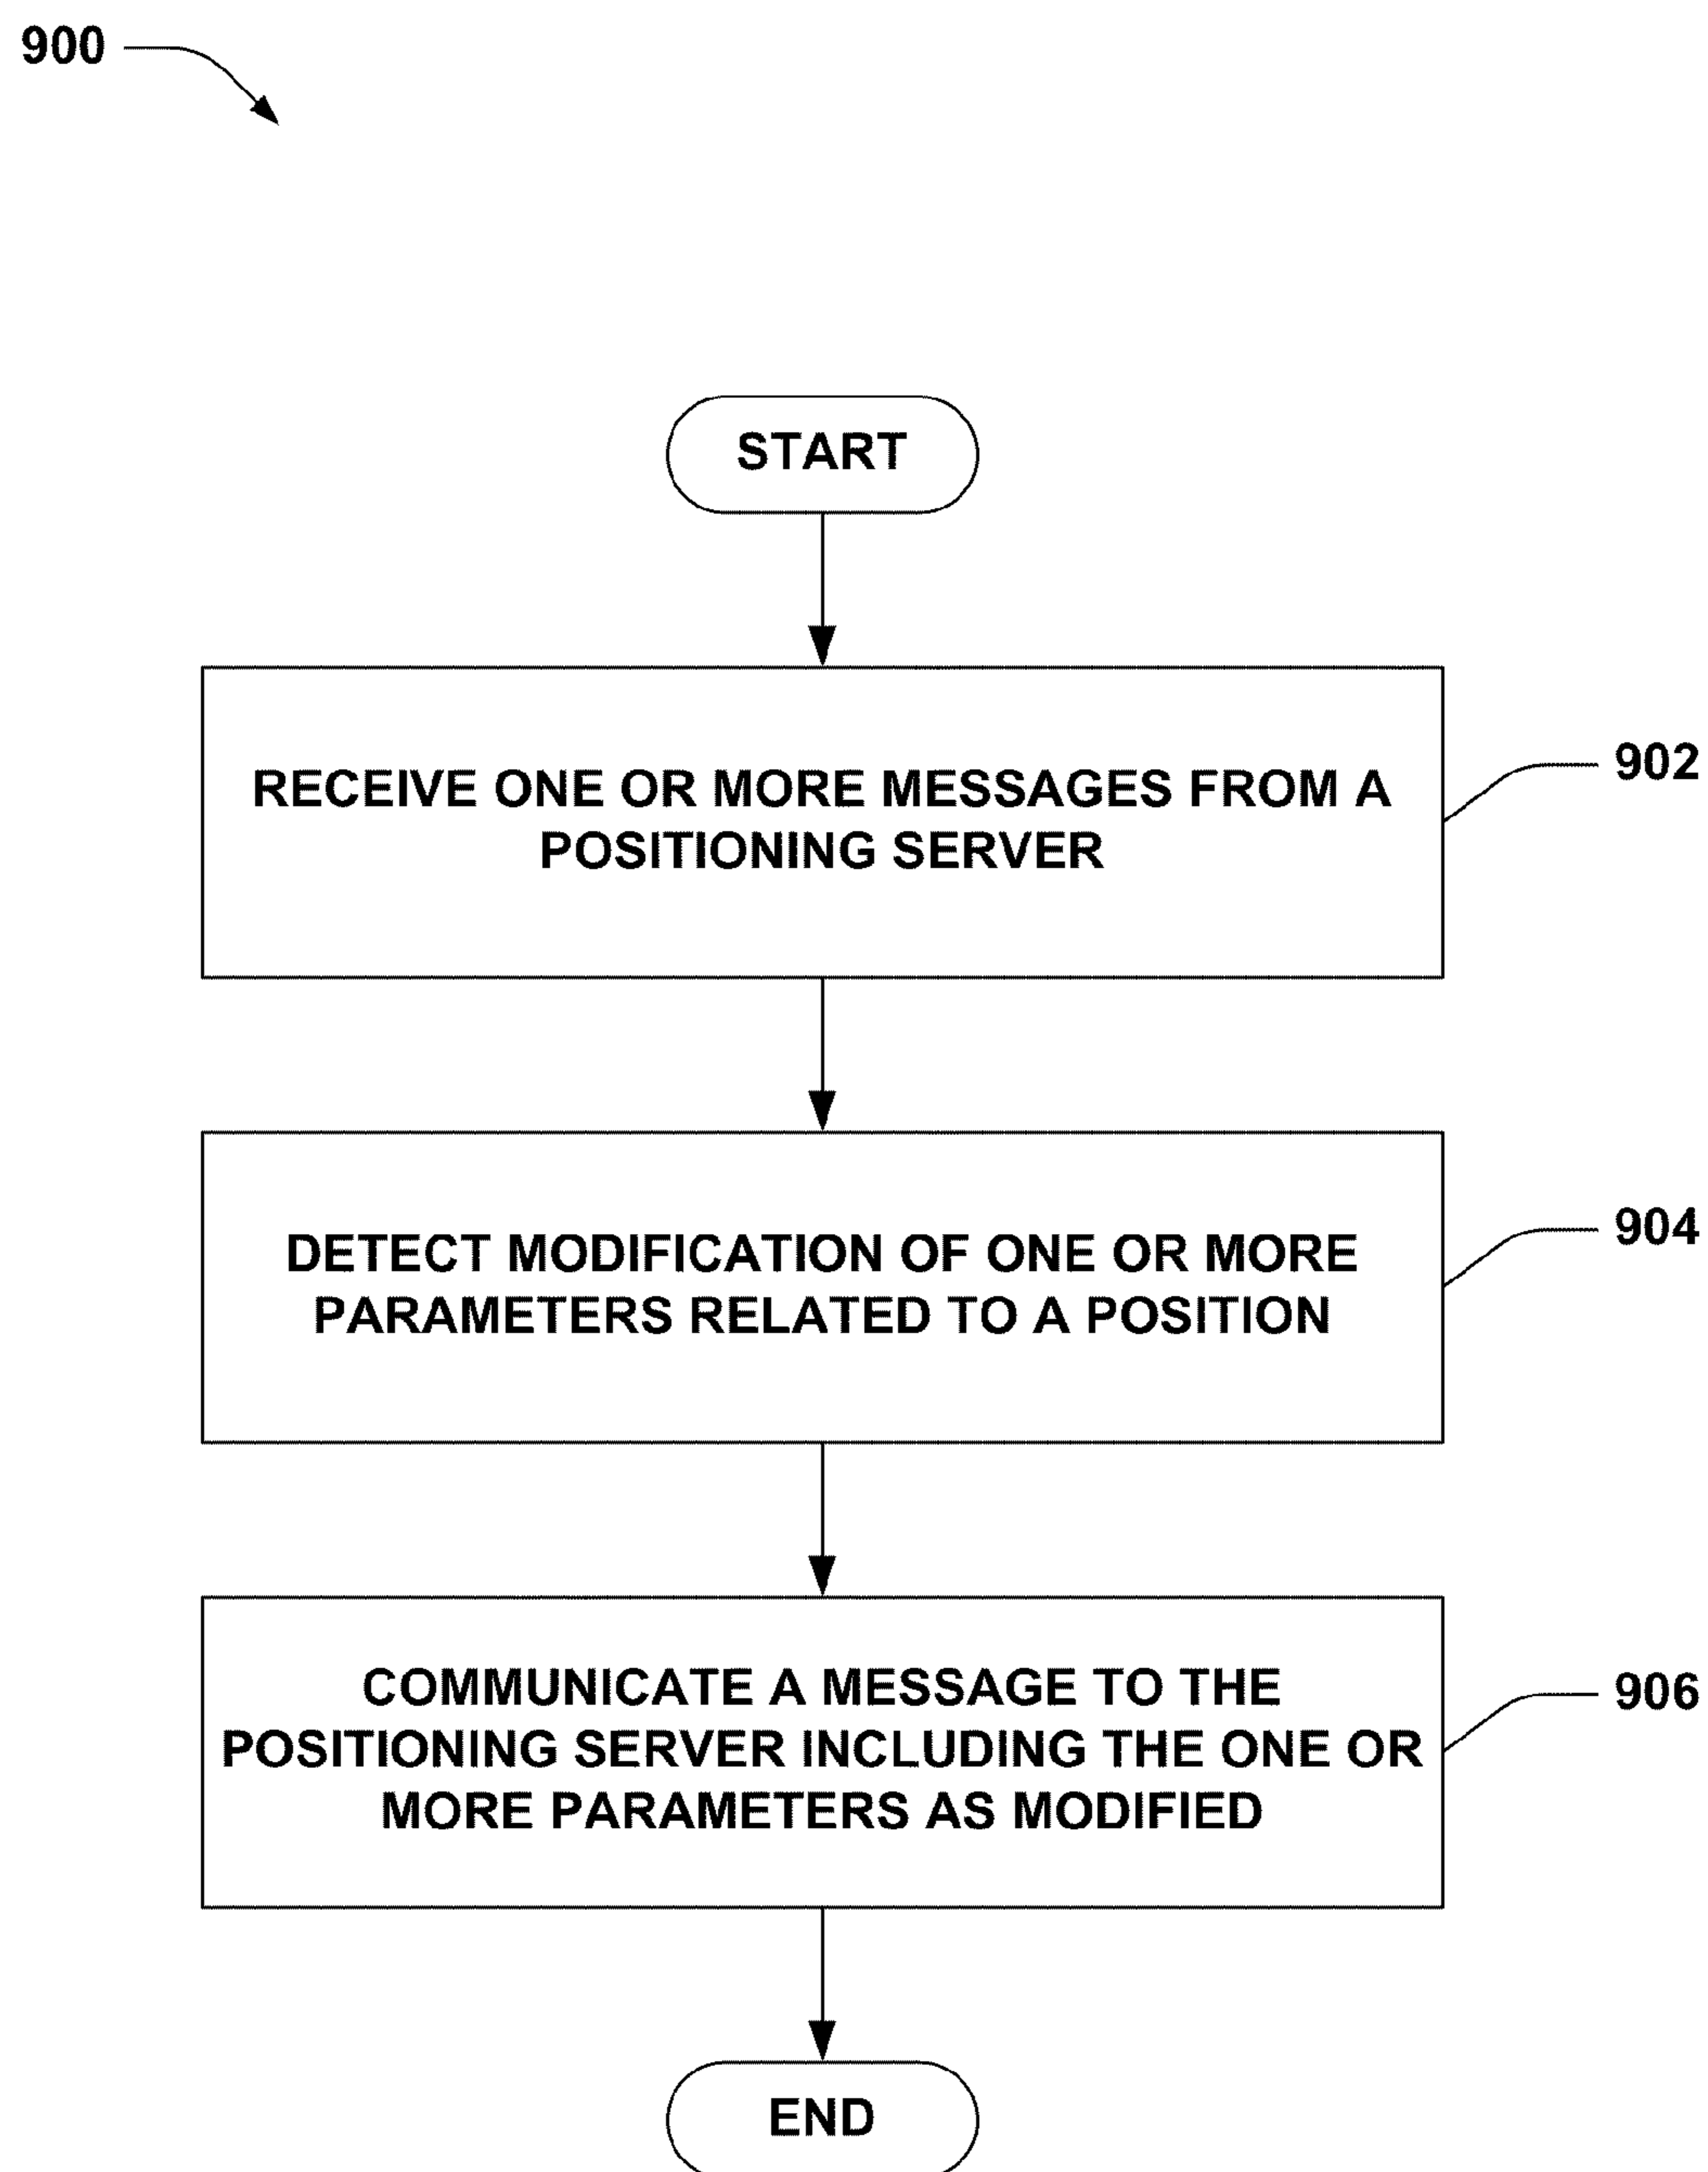 900
START
RECEIVE ONE OR MORE MESSAGES FROM A
POSITIONING SERVER
902
DETECT MODIFICATION OF ONE OR MORE
PARAMETERS RELATED TO A POSITION
904
COMMUNICATE A MESSAGE TO THE
POSITIONING SERVER INCLUDING THE ONE OR
MORE PARAMETERS AS MODIFIED
906
END